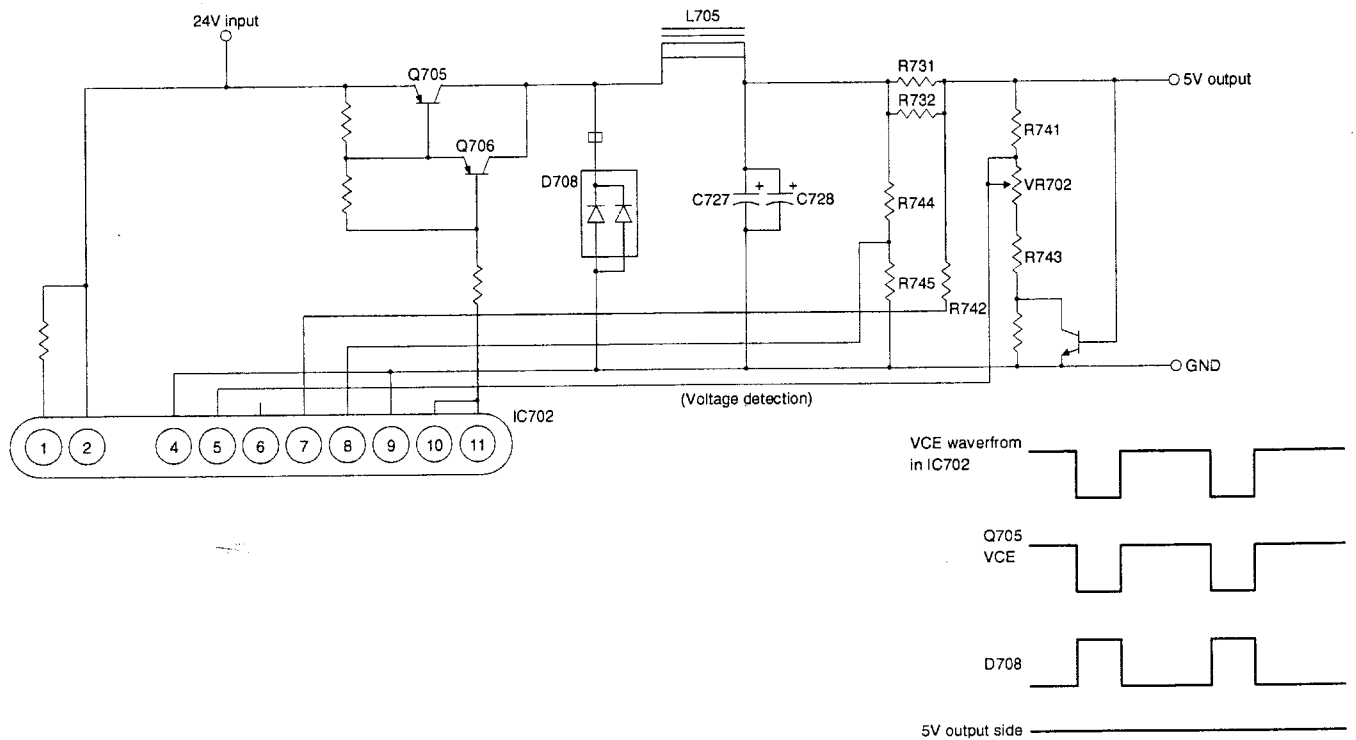 24V input
L705
Q705
R731
5V output
R732
R741
Q706
D708
VR702
C727
+
+
C728
R744
R743
R745
R742
GND
(Voltage detection)
IC702
1 2 4 5 6 7 8 9 10 11
VCE waverfrom
in IC702
Q705
VCE
D708
5V output side